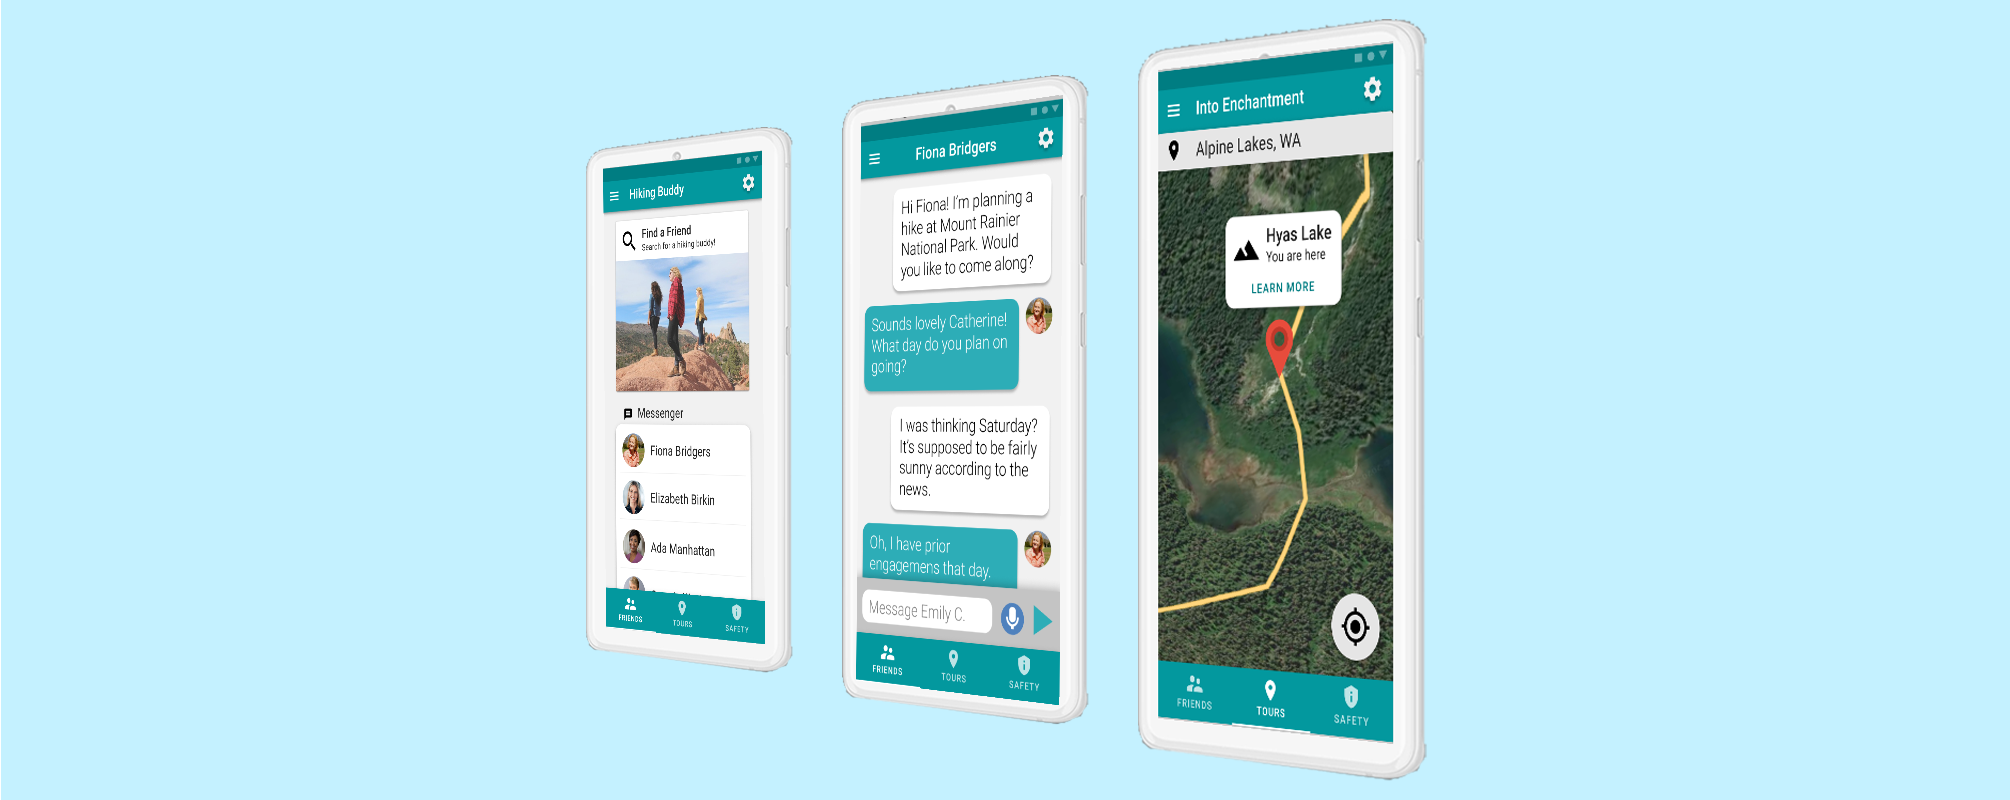 Hiking Buddy
Find a Friend
Search for a hiking buddy!
Messenger
Fiona Bridgers
Elizabeth Birkin
Ada Manhattan
FRIENDS
TOURS
SAFETY
Fiona Bridgers
Hi Fiona! I'm planning a
hike at Mount Rainier
National Park. Would
you like to come along?
Sounds lovely Catherine!
What day do you plan on
going?
I was thinking Saturday?
It's supposed to be fairly
sunny according to the
news.
Oh, I have prior
engagemens that day.
Message Emily C.
FRIENDS
TOURS
SAFETY
Into Enchantment
Alpine Lakes, WA
Hyas Lake
You are here
LEARN MORE
FRIENDS
TOURS
SAFETY